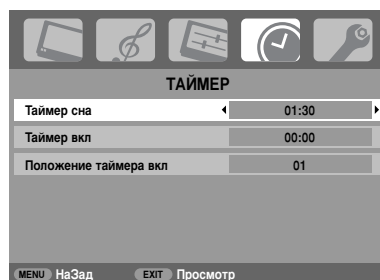 ТАЙМЕР
Таймер сна 01:30
Таймер вкл 00:00
Положение таймера вкл 01
MENU НаЗад EXIT Просмотр